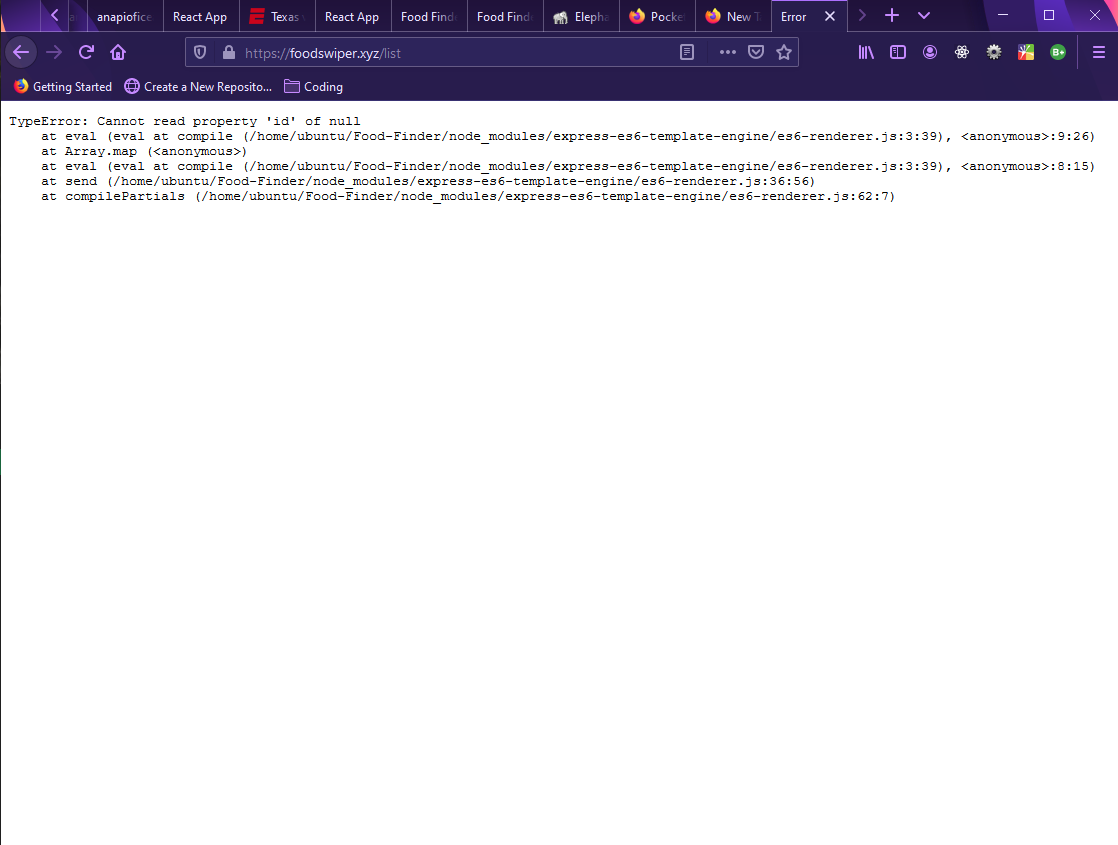 anapiofice
React App
Texas
React App
Food Find
Food Find
Eleph
Pocke
New T
Error
https://foodswiper.xyz/list
B+
Getting Started
Create a New Reposito...
Coding
TypeError: Cannot read property 'id' of null
at eval (eval at compile (/home/ubuntu/Food-Finder/node_modules/express-es6-template-engine/es6-renderer.js:3:39), <anonymous>:9:26)
at Array.map (<anonymous>)
at eval (eval at compile (/home/ubuntu/Food-Finder/node_modules/express-es6-template-engine/es6-renderer.js:3:39), <anonymous>:8:15)
at send (/home/ubuntu/Food-Finder/node_modules/express-es6-template-engine/es6-renderer.js:36:56)
at compilePartials (/home/ubuntu/Food-Finder/node_modules/express-es6-template-engine/es6-renderer.js:62:7)